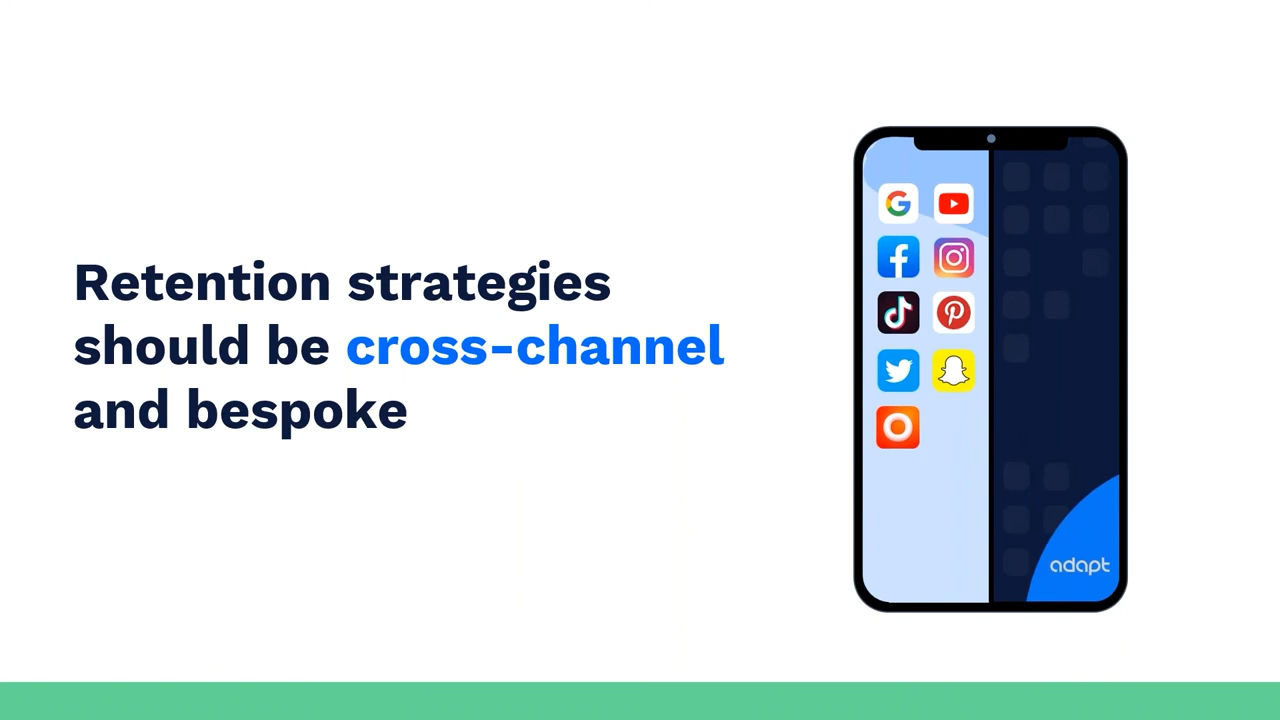 Retention strategies
should be cross-channel
and bespoke
adapt